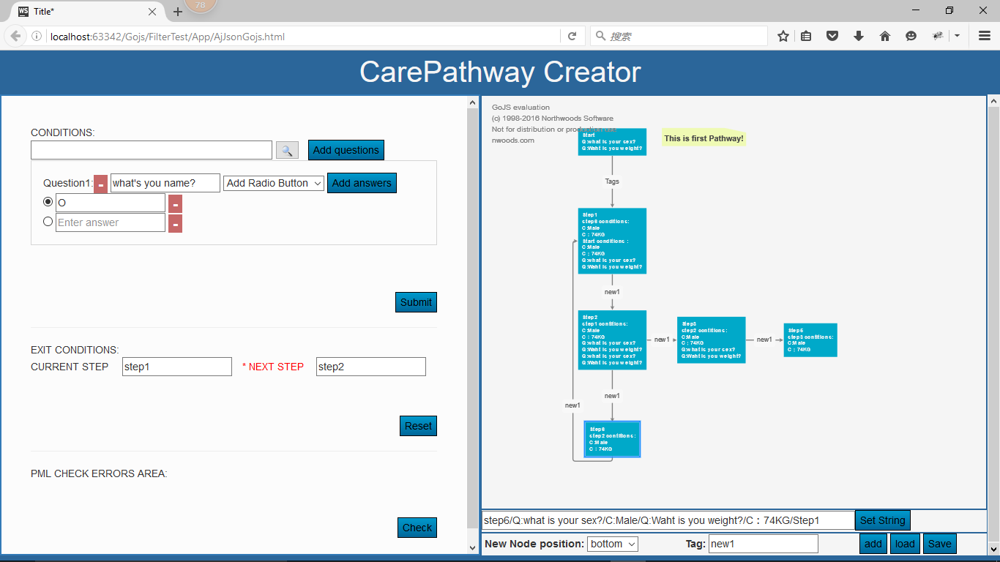 78
WS Title*
localhost:63342/Gojs/FilterTest/App/AjJsonGojs.html
搜索
CarePathway Creator
CONDITIONS:
Add questions
Question1: - what's you name? Add Radio Button Add answers
O -
Enter answer -
Submit
EXIT CONDITIONS:
CURRENT STEP step1 * NEXT STEP step2
Reset
PML CHECK ERRORS AREA:
Check
GoJS evaluation
(c) 1998-2016 Northwoods Software
Not for distribution or production use
nwoods.com
Start
Q:what is your sex?
Q:Waht is you weight?
This is first Pathway!
Tags
Step1
step6 conditions:
C:Male
C：74KG
Start conditions :
C:Male
C：74KG
Q:what is your sex?
Q:Waht is you weight?
new1
Step2
step1 conditions:
C:Male
C：74KG
Q:what is your sex?
Q:Waht is you weight?
Q:what is your sex?
Q:Waht is you weight?
new1
Step3
step2 conditions:
C:Male
C：74KG
Q:what is your sex?
Q:Waht is you weight?
new1
Step5
step3 conditions:
C:Male
C：74KG
new1
new1
Step6
step2 conditions:
C:Male
C：74KG
step6/Q:what is your sex?/C:Male/Q:Waht is you weight?/C：74KG/Step1 Set String
New Node position: bottom Tag: new1 add load Save